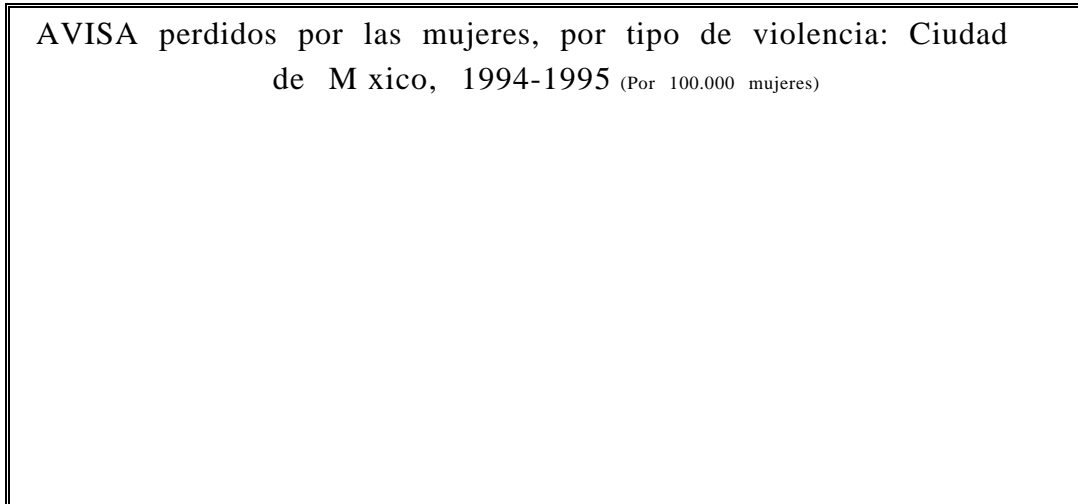 AVISA perdidos por las mujeres, por tipo de violencia: Ciudad
de M xico, 1994-1995 (Por 100.000 mujeres)